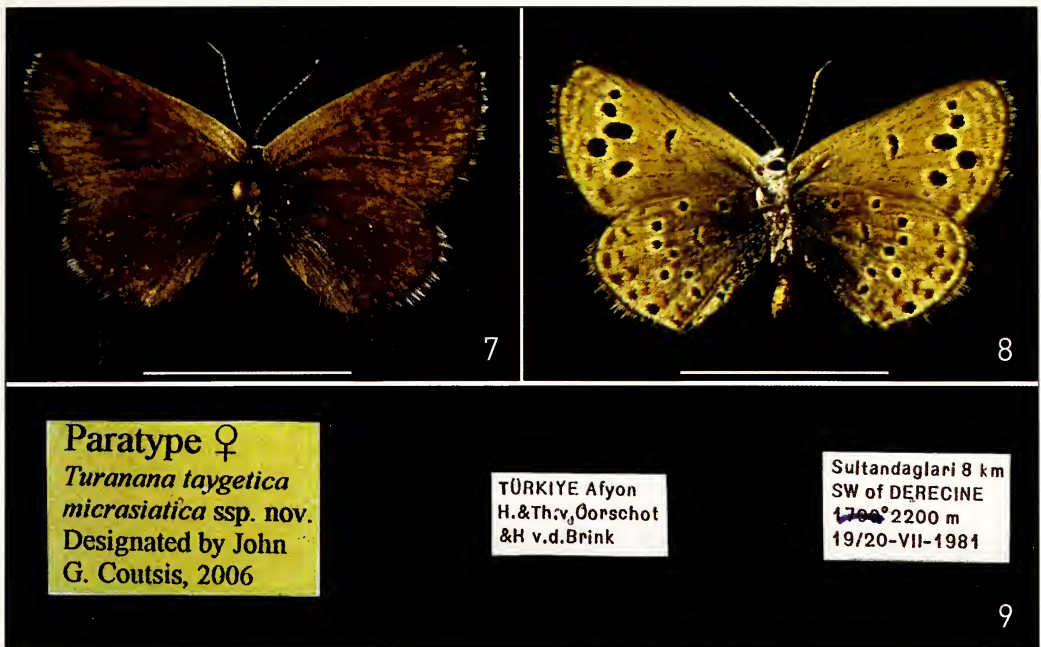 7
8
Paratype ♀
Turanana taygetica
micrasiatica ssp. nov.
Designated by John
G. Coutsis, 2006
TÜRKIYE Afyon
H.&Th.v.Oorschot
&H v.d.Brink
Sultandaglari 8 km
SW of DERECINE
1700° 2200 m
19/20-VII-1981
9